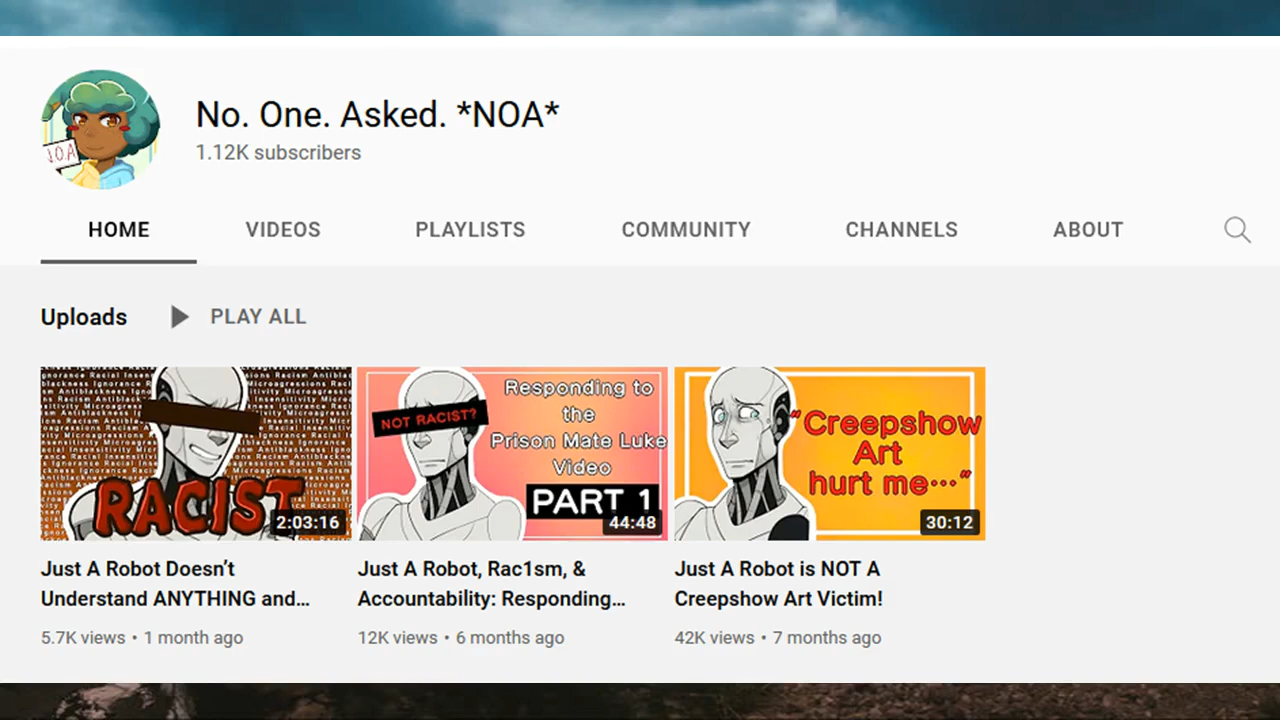 No. One. Asked. *NOA*
1.12K subscribers
J.O.A
HOME VIDEOS PLAYLISTS COMMUNITY CHANNELS ABOUT
Uploads PLAY ALL
RACIST
2:03:16
NOT RACIST?
Responding to
the
Prison Mate Luke
Video
PART 1
44:48
"Creepshow
Art
hurt me..."
30:12
Just A Robot Doesn't
Understand ANYTHING and...
5.7K views • 1 month ago
Just A Robot, Rac1sm, &
Accountability: Responding...
12K views • 6 months ago
Just A Robot is NOT A
Creepshow Art Victim!
42K views • 7 months ago